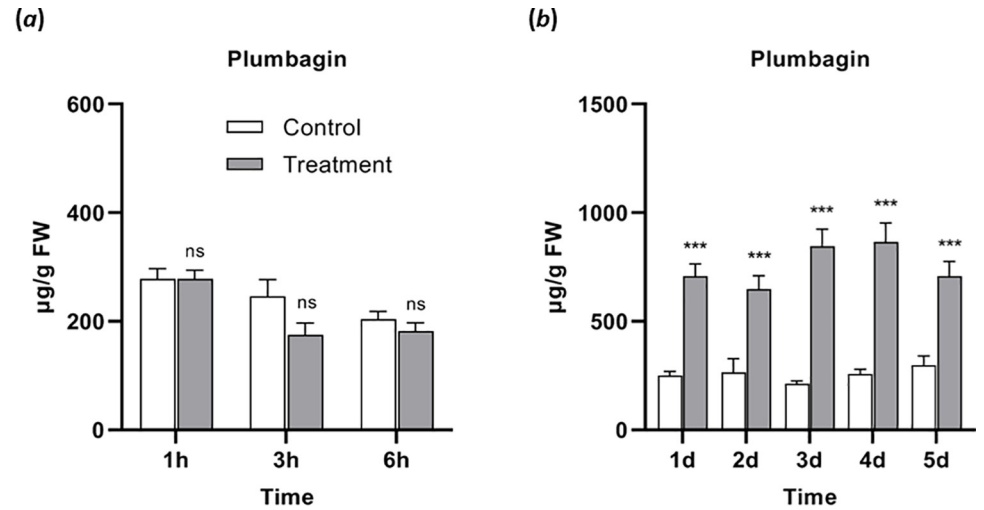 (a)
Plumbagin
600
400
200
0
µg/g FW
Control
Treatment
ns
ns
ns
1h 3h 6h
Time
(b)
Plumbagin
1500
1000
500
0
µg/g FW
***
***
***
***
***
1d 2d 3d 4d 5d
Time